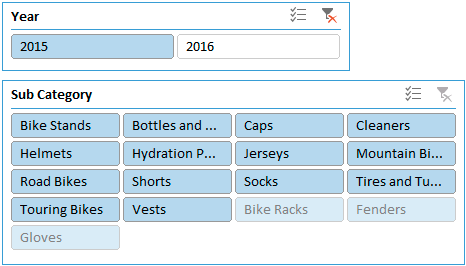 Year
2015 2016
Sub Category
Bike Stands Bottles and ... Caps Cleaners
Helmets Hydration P... Jerseys Mountain Bi...
Road Bikes Shorts Socks Tires and Tu...
Touring Bikes Vests Bike Racks Fenders
Gloves